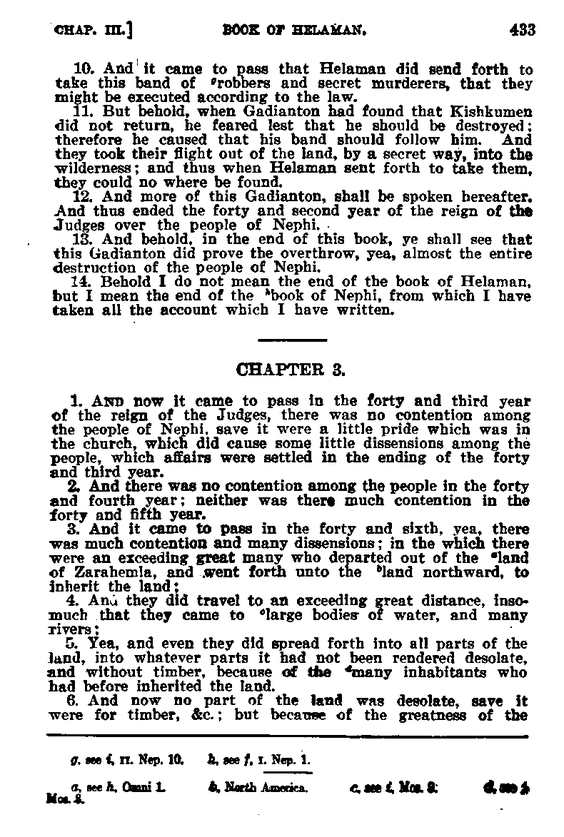 CHAP. III.] BOOK OF HELAMAN. 433
10. And it came to pass that Helaman did send forth to
take this band of ᵍrobbers and secret murderers, that they
might be executed according to the law.
11. But behold, when Gadianton had found that Kishkumen
did not return, he feared lest that he should be destroyed;
therefore he caused that his band should follow him. And
they took their flight out of the land, by a secret way, into the
wilderness; and thus when Helaman sent forth to take them,
they could no where be found.
12. And more of this Gadianton, shall be spoken hereafter.
And thus ended the forty and second year of the reign of the
Judges over the people of Nephi.
13. And behold, in the end of this book, ye shall see that
this Gadianton did prove the overthrow, yea, almost the entire
destruction of the people of Nephi.
14. Behold I do not mean the end of the book of Helaman,
but I mean the end of the ʰbook of Nephi, from which I have
taken all the account which I have written.
CHAPTER 3.
1. AND now it came to pass in the forty and third year
of the reign of the Judges, there was no contention among
the people of Nephi, save it were a little pride which was in
the church, which did cause some little dissensions among the
people, which affairs were settled in the ending of the forty
and third year.
2. And there was no contention among the people in the forty
and fourth year; neither was there much contention in the
forty and fifth year.
3. And it came to pass in the forty and sixth, yea, there
was much contention and many dissensions; in the which there
were an exceeding great many who departed out of the ᵃland
of Zarahemla, and went forth unto the ᵇland northward, to
inherit the land;
4. And they did travel to an exceeding great distance, inso-
much that they came to ᶜlarge bodies of water, and many
rivers;
5. Yea, and even they did spread forth into all parts of the
land, into whatever parts it had not been rendered desolate,
and without timber, because of the ᵈmany inhabitants who
had before inherited the land.
6. And now no part of the land was desolate, save it
were for timber, &c.; but because of the greatness of the
g, see i, II. Nep. 10. h, see f, I. Nep. 1.
a, see h, Omni 1. b, North America. c, see i, Mos. 8. d, see
Mos. 8.